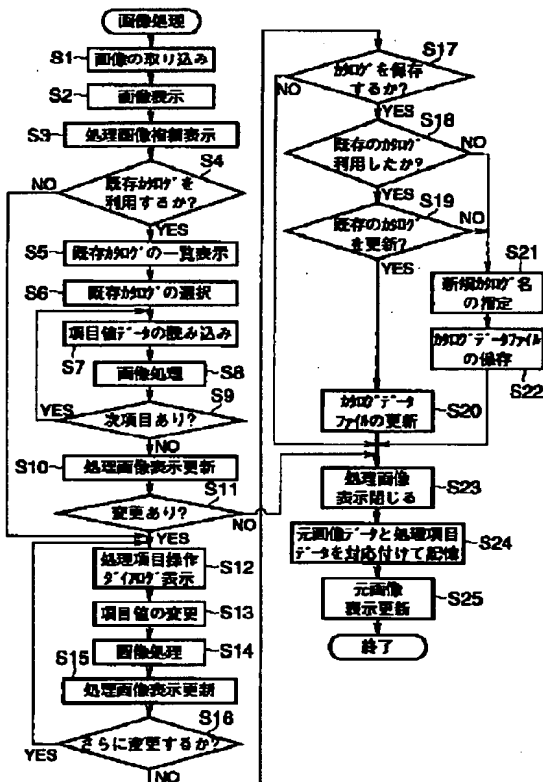 画像処理
S1
画像の取り込み
S2
画像表示
S3
処理画像複製表示
S4
既存カタログを
利用するか?
NO
YES
S5
既存カタログの一覧表示
S6
既存カタログの選択
項目値データの読み込み
S7
画像処理
S8
次項目あり?
S9
YES
NO
S10
処理画像表示更新
変更あり?
S11
NO
YES
処理項目操作
ダイアログ表示
S12
項目値の変更
S13
画像処理
S14
S15
処理画像表示更新
さらに変更するか?
S16
YES
NO
S17
カタログを保存
するか?
NO
YES
S18
既存のカタログ
利用したか?
NO
YES
S19
既存のカタログ
を更新?
NO
YES
S21
新規カタログ名
の指定
カタログデータファイル
の保存
S22
カタログデータ
ファイルの更新
S20
処理画像
表示閉じる
S23
元画像データと処理項目
データを対応付けて記憶
S24
元画像
表示更新
S25
終了